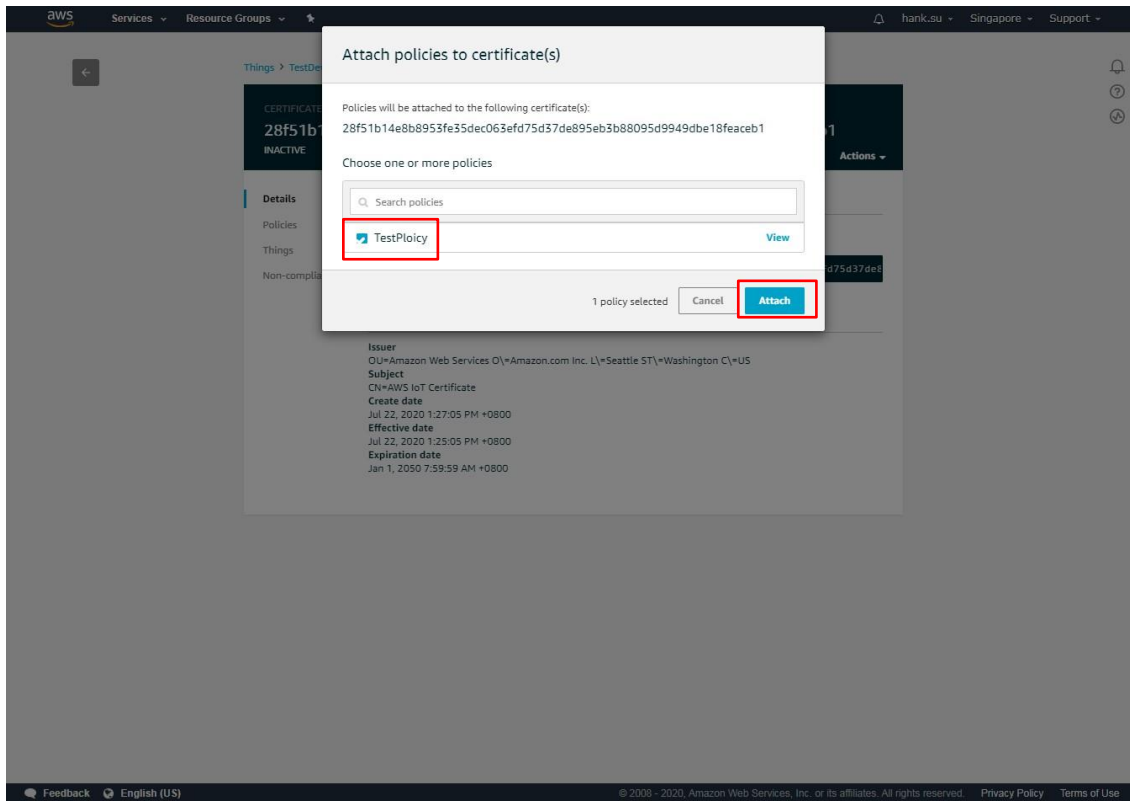 aws
Services
Resource Groups
hank.su
Singapore
Support
Things > TestDe
CERTIFICATE
28f51b1
1
INACTIVE
Actions
Details
Policies
Things
Non-complia
d75d37de8
Attach policies to certificate(s)
Policies will be attached to the following certificate(s):
28f51b14e8b8953fe35dec063efd75d37de895eb3b88095d9949dbe18feaceb1
Choose one or more policies
Search policies
TestPloicy
View
1 policy selected
Cancel
Attach
Issuer
OU=Amazon Web Services O\=Amazon.com Inc. L\=Seattle ST\=Washington C\=US
Subject
CN=AWS IoT Certificate
Create date
Jul 22, 2020 1:27:05 PM +0800
Effective date
Jul 22, 2020 1:25:05 PM +0800
Expiration date
Jan 1, 2050 7:59:59 AM +0800
Feedback
English (US)
© 2008 - 2020, Amazon Web Services, Inc. or its affiliates. All rights reserved.
Privacy Policy
Terms of Use